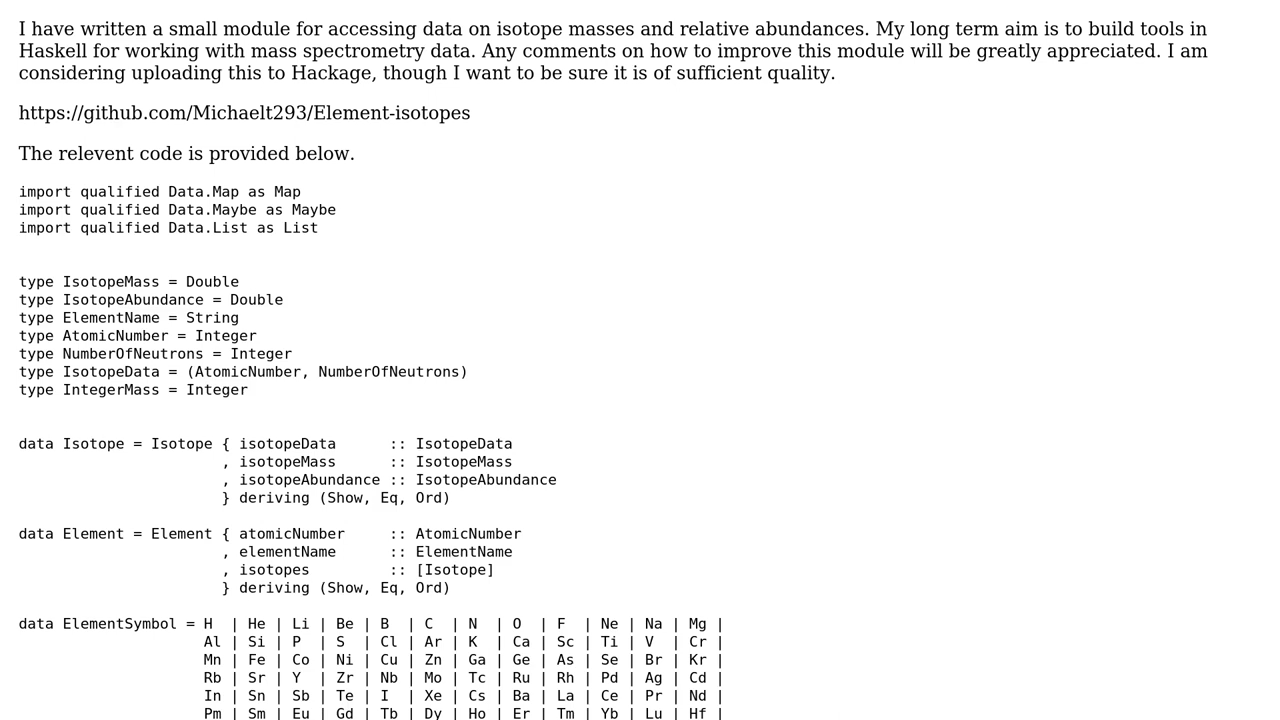 I have written a small module for accessing data on isotope masses and relative abundances. My long term aim is to build tools in
Haskell for working with mass spectrometry data. Any comments on how to improve this module will be greatly appreciated. I am
considering uploading this to Hackage, though I want to be sure it is of sufficient quality.
https://github.com/Michaelt293/Element-isotopes
The relevent code is provided below.
import qualified Data.Map as Map
import qualified Data.Maybe as Maybe
import qualified Data.List as List
type IsotopeMass = Double
type IsotopeAbundance = Double
type ElementName = String
type AtomicNumber = Integer
type NumberOfNeutrons = Integer
type IsotopeData = (AtomicNumber, NumberOfNeutrons)
type IntegerMass = Integer
data Isotope = Isotope { isotopeData      :: IsotopeData
                       , isotopeMass      :: IsotopeMass
                       , isotopeAbundance :: IsotopeAbundance
                       } deriving (Show, Eq, Ord)
data Element = Element { atomicNumber     :: AtomicNumber
                       , elementName      :: ElementName
                       , isotopes         :: [Isotope]
                       } deriving (Show, Eq, Ord)
data ElementSymbol = H  | He | Li | Be | B  | C  | N  | O  | F  | Ne | Na | Mg |
                     Al | Si | P  | S  | Cl | Ar | K  | Ca | Sc | Ti | V  | Cr |
                     Mn | Fe | Co | Ni | Cu | Zn | Ga | Ge | As | Se | Br | Kr |
                     Rb | Sr | Y  | Zr | Nb | Mo | Tc | Ru | Rh | Pd | Ag | Cd |
                     In | Sn | Sb | Te | I  | Xe | Cs | Ba | La | Ce | Pr | Nd |
                     Pm | Sm | Eu | Gd | Tb | Dy | Ho | Er | Tm | Yb | Lu | Hf |